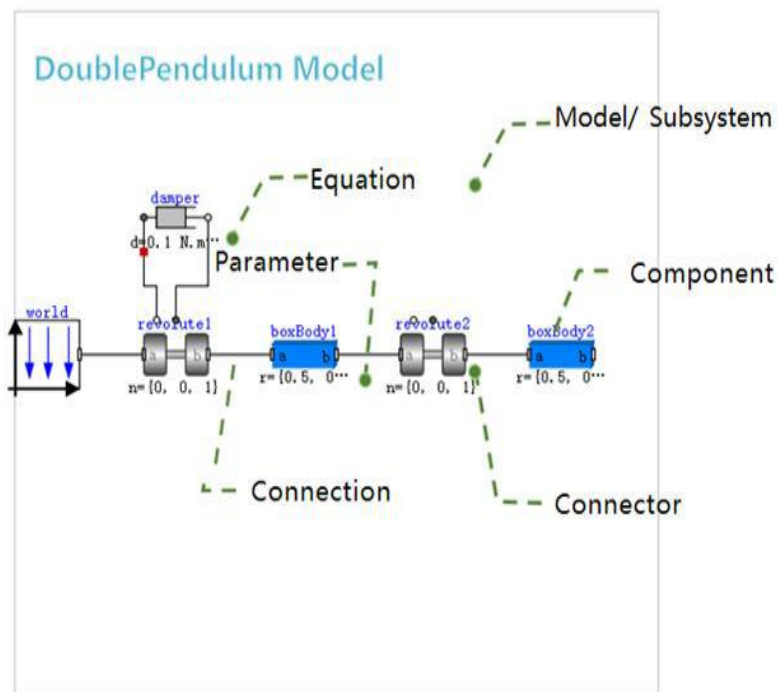 DoublePendulum Model
Model/ Subsystem
Equation
damper
d=0.1 N.m…
Parameter
Component
world
revolute1
boxBody1
revolute2
boxBody2
a b
a b
a b
a b
n={0, 0, 1}
r={0.5, 0…
n={0, 0, 1}
r={0.5, 0…
Connection
Connector